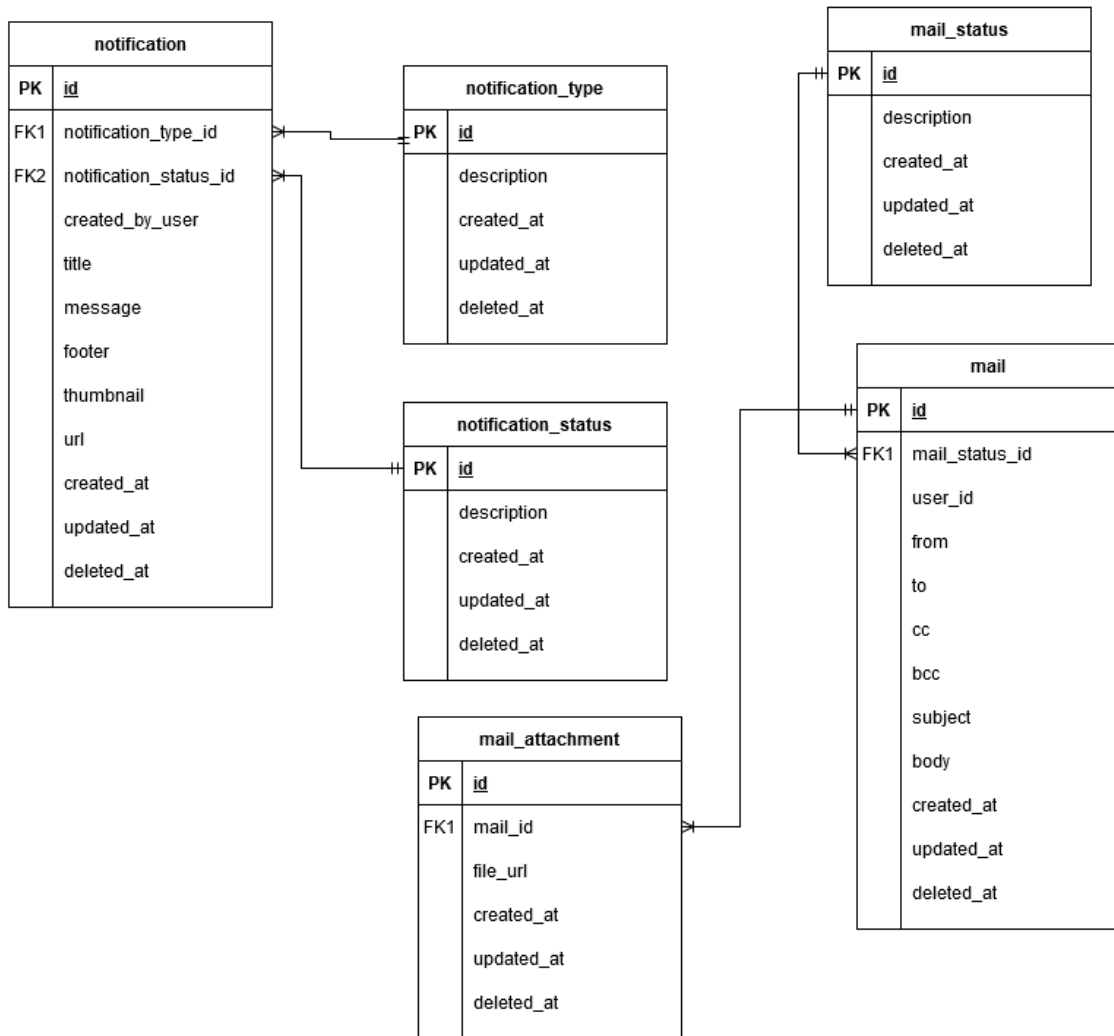 notification
PK id
FK1 notification_type_id
FK2 notification_status_id
created_by_user
title
message
footer
thumbnail
url
created_at
updated_at
deleted_at
notification_type
PK id
description
created_at
updated_at
deleted_at
notification_status
PK id
description
created_at
updated_at
deleted_at
mail_attachment
PK id
FK1 mail_id
file_url
created_at
updated_at
deleted_at
mail_status
PK id
description
created_at
updated_at
deleted_at
mail
PK id
FK1 mail_status_id
user_id
from
to
cc
bcc
subject
body
created_at
updated_at
deleted_at